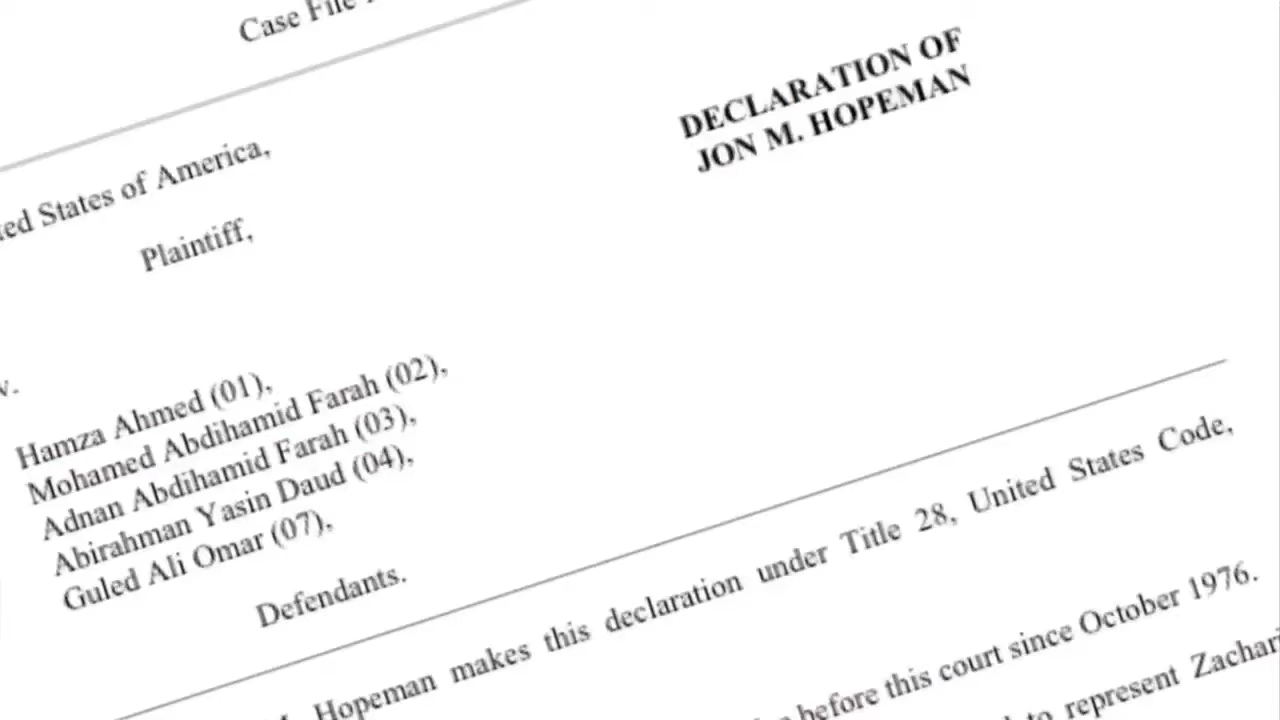 Case File
DECLARATION OF
JON M. HOPEMAN
States of America,
Plaintiff,
v.
Hamza Ahmed (01),
Mohamed Abdihamid Farah (02),
Adnan Abdihamid Farah (03),
Abirahman Yasin Daud (04),
Guled Ali Omar (07),
Defendants.
Hopeman makes this declaration under Title 28, United States Code,
before this court since October 1976.
to represent